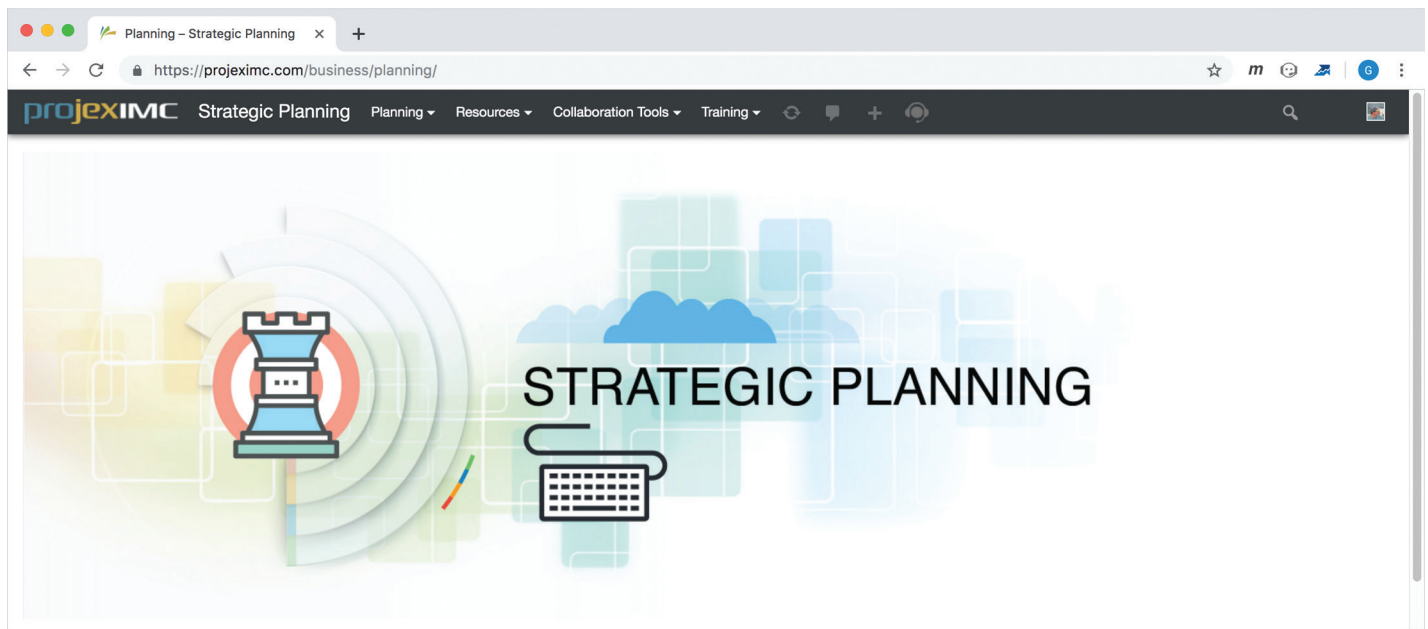 Planning – Strategic Planning
https://projeximc.com/business/planning/
m
G
projexIMC Strategic Planning Planning Resources Collaboration Tools Training
STRATEGIC PLANNING